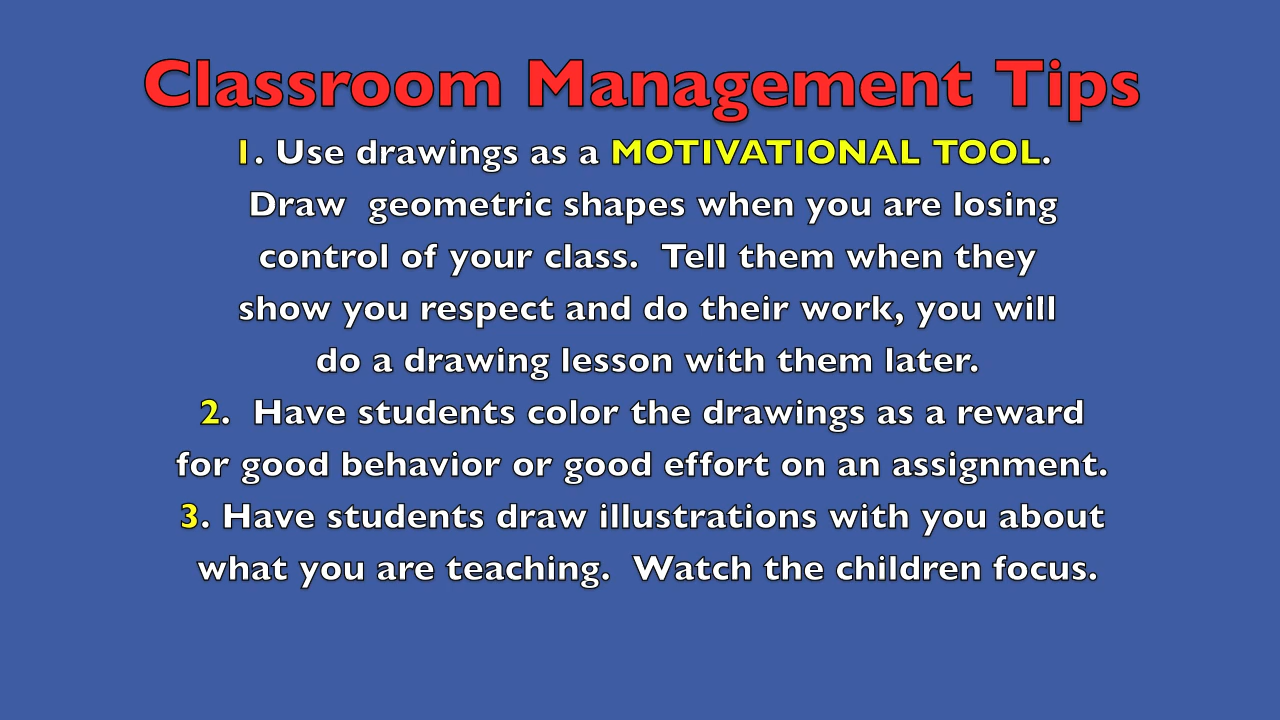 Classroom Management Tips
1. Use drawings as a MOTIVATIONAL TOOL.
Draw  geometric shapes when you are losing
control of your class.  Tell them when they
show you respect and do their work, you will
do a drawing lesson with them later.
2.  Have students color the drawings as a reward
for good behavior or good effort on an assignment.
3. Have students draw illustrations with you about
what you are teaching.  Watch the children focus.